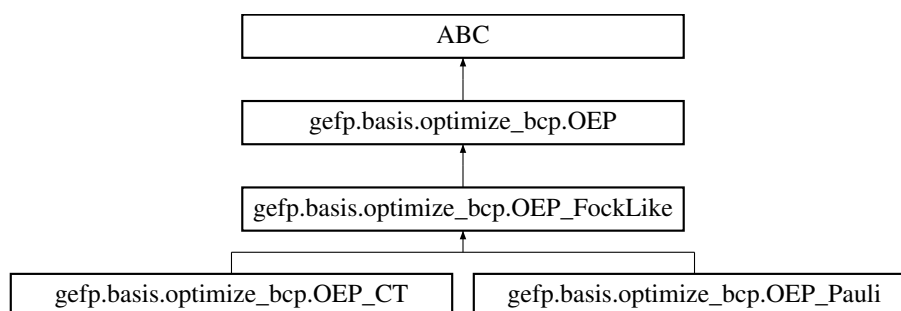 ABC
gefp.basis.optimize_bcp.OEP
gefp.basis.optimize_bcp.OEP_FockLike
gefp.basis.optimize_bcp.OEP_CT
gefp.basis.optimize_bcp.OEP_Pauli